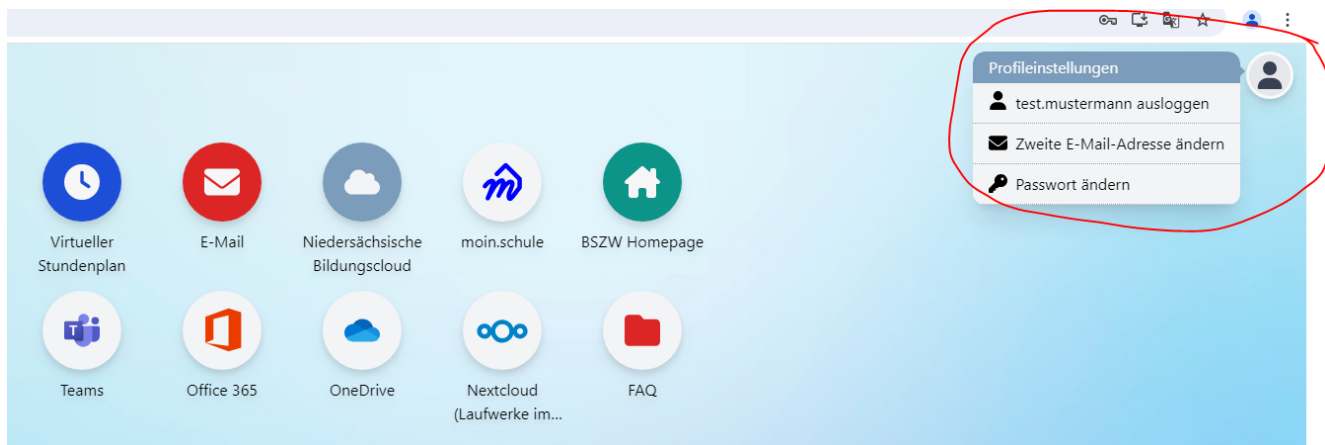 Profileinstellungen
test.mustermann ausloggen
Zweite E-Mail-Adresse ändern
Passwort ändern
Virtueller
Stundenplan
E-Mail
Niedersächsische
Bildungscloud
moin.schule
BSZW Homepage
Teams
Office 365
OneDrive
Nextcloud
(Laufwerke im...
FAQ